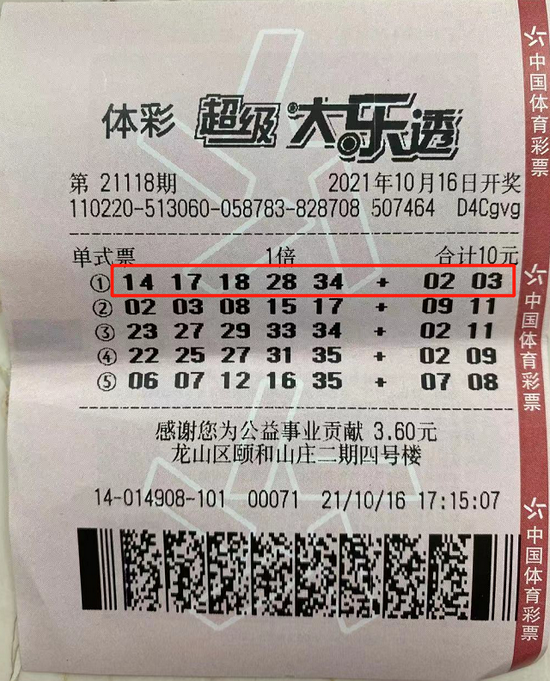 体彩 超级大乐透
第 21118期 2021年10月16日开奖
110220-513060-058783-828708 507464 D4Cgvg
单式票 1倍 合计10元
① 14 17 18 28 34 + 02 03
② 02 03 08 15 17 + 09 11
③ 23 27 29 33 34 + 02 11
④ 22 25 27 31 35 + 02 09
⑤ 06 07 12 16 35 + 07 08
感谢您为公益事业贡献 3.60元
龙山区颐和山庄二期四号楼
14-014908-101 00071 21/10/16 17:15:07
中国体育彩票
中国体育彩票
中国体育彩票